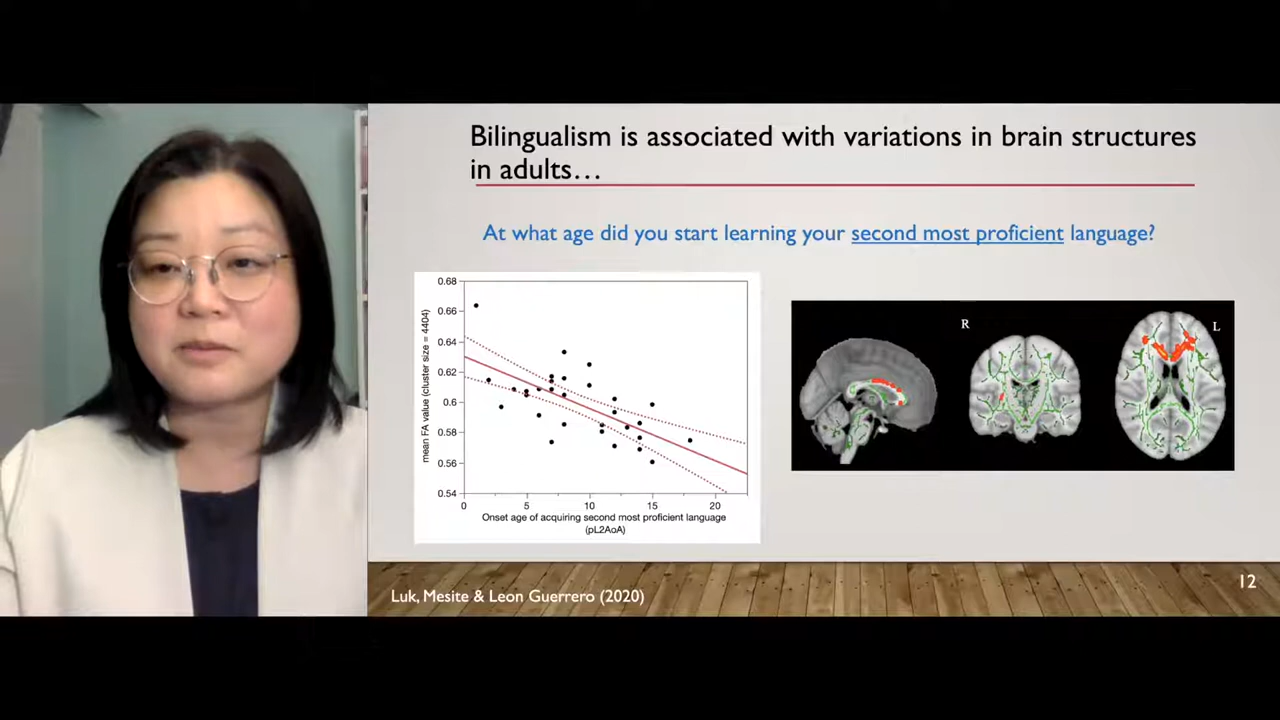 Bilingualism is associated with variations in brain structures
in adults…
At what age did you start learning your second most proficient language?
0.68
0.66
0.64
0.62
0.6
0.58
0.56
0.54
mean FA value (cluster size = 4404)
0
5
10
15
20
Onset age of acquiring second most proficient language
(pL2AoA)
R
L
Luk, Mesite & Leon Guerrero (2020)
12